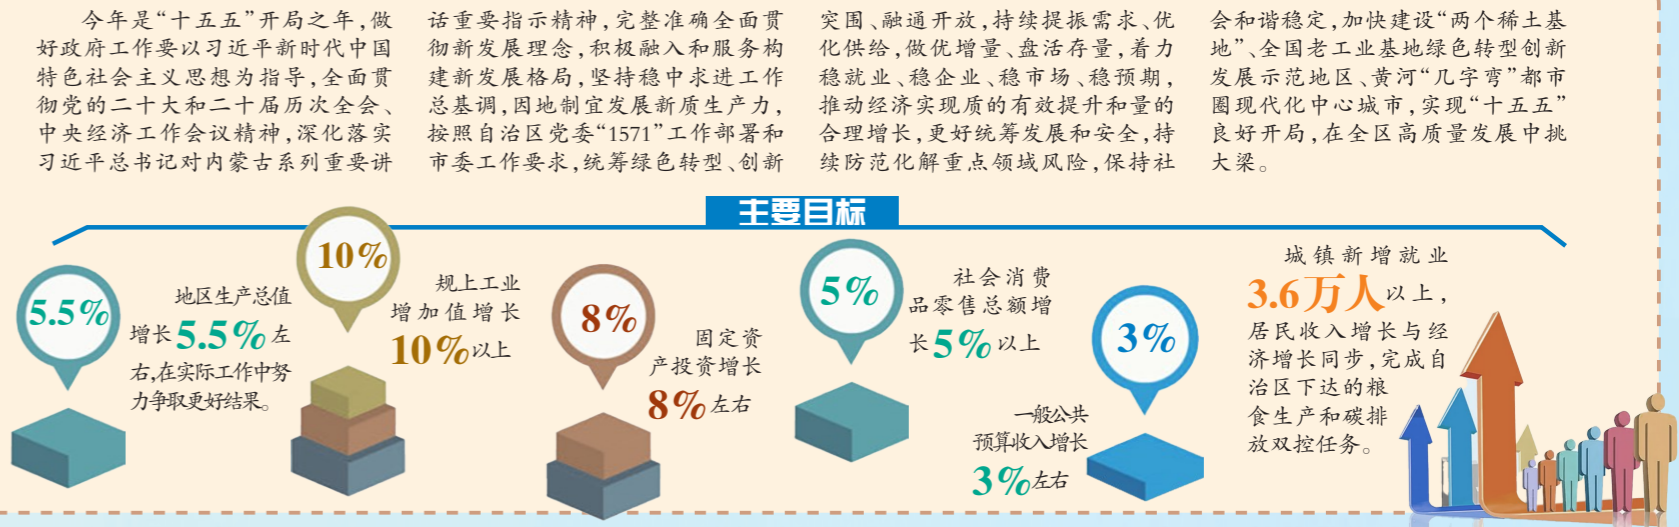 今年是“十五五”开局之年,做
好政府工作要以习近平新时代中国
特色社会主义思想为指导,全面贯
彻党的二十大和二十届历次全会、
中央经济工作会议精神,深化落实
习近平总书记对内蒙古系列重要讲
话重要指示精神,完整准确全面贯
彻新发展理念,积极融入和服务构
建新发展格局,坚持稳中求进工作
总基调,因地制宜发展新质生产力,
按照自治区党委“1571”工作部署和
市委工作要求,统筹绿色转型、创新
突围、融通开放,持续提振需求、优
化供给,做优增量、盘活存量,着力
稳就业、稳企业、稳市场、稳预期,
推动经济实现质的有效提升和量的
合理增长,更好统筹发展和安全,持
续防范化解重点领域风险,保持社
会和谐稳定,加快建设“两个稀土基
地”、全国老工业基地绿色转型创新
发展示范地区、黄河“几字弯”都市
圈现代化中心城市,实现“十五五”
良好开局,在全区高质量发展中挑
大梁。
主要目标
5.5%
地区生产总值
增长5.5%左
右,在实际工作中努
力争取更好结果。
10%
规上工业
增加值增长
10%以上
8%
固定资
产投资增长
8%左右
5%
社会消费
品零售总额增
长5%以上
3%
一般公共
预算收入增长
3%左右
城镇新增就业
3.6万人以上,
居民收入增长与经
济增长同步,完成自
治区下达的粮
食生产和碳排
放双控任务。